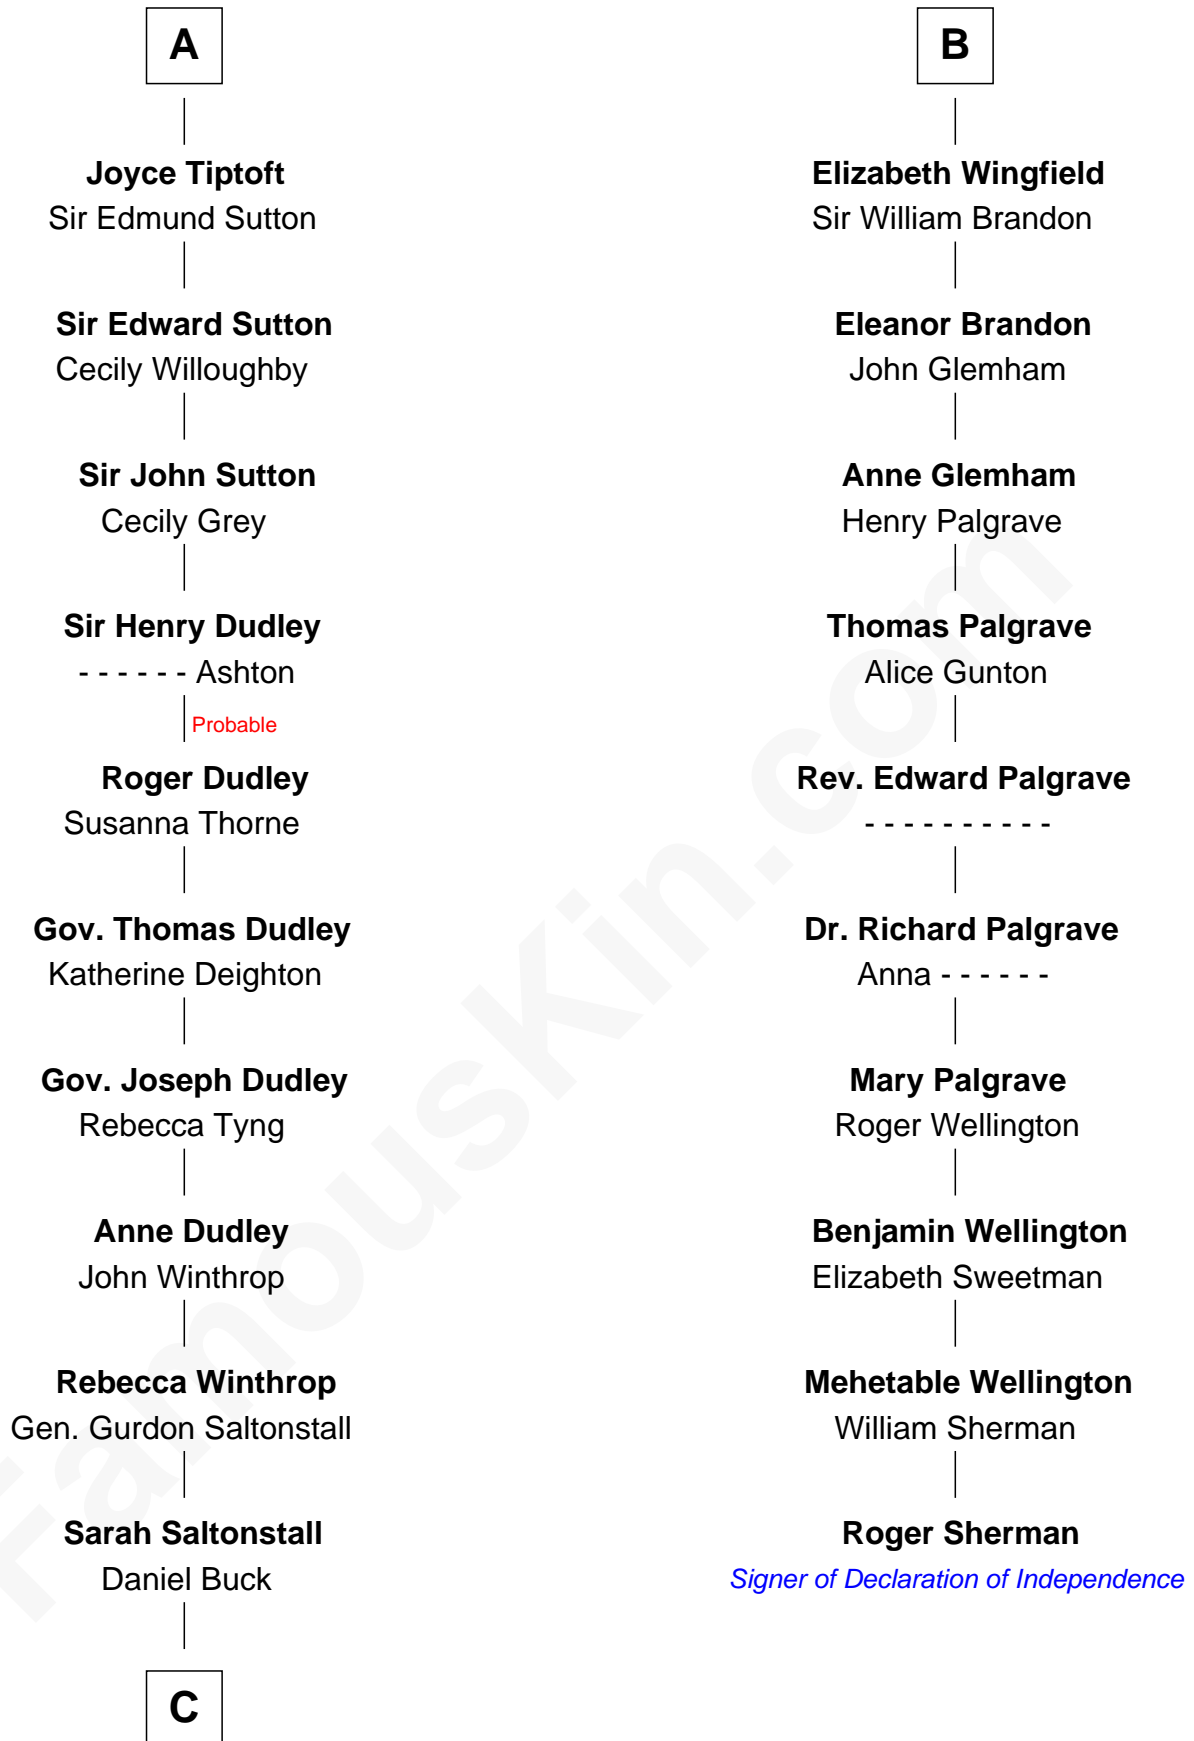 A
Joyce Tiptoft
Sir Edmund Sutton
Sir Edward Sutton
Cecily Willoughby
Sir John Sutton
Cecily Grey
Sir Henry Dudley
- - - - - - Ashton
Probable
Roger Dudley
Susanna Thorne
Gov. Thomas Dudley
Katherine Deighton
Gov. Joseph Dudley
Rebecca Tyng
Anne Dudley
John Winthrop
Rebecca Winthrop
Gen. Gurdon Saltonstall
Sarah Saltonstall
Daniel Buck
C
B
Elizabeth Wingfield
Sir William Brandon
Eleanor Brandon
John Glemham
Anne Glemham
Henry Palgrave
Thomas Palgrave
Alice Gunton
Rev. Edward Palgrave
- - - - - - - - - -
Dr. Richard Palgrave
Anna - - - - - -
Mary Palgrave
Roger Wellington
Benjamin Wellington
Elizabeth Sweetman
Mehetable Wellington
William Sherman
Roger Sherman
Signer of Declaration of Independence
FamousKin.com